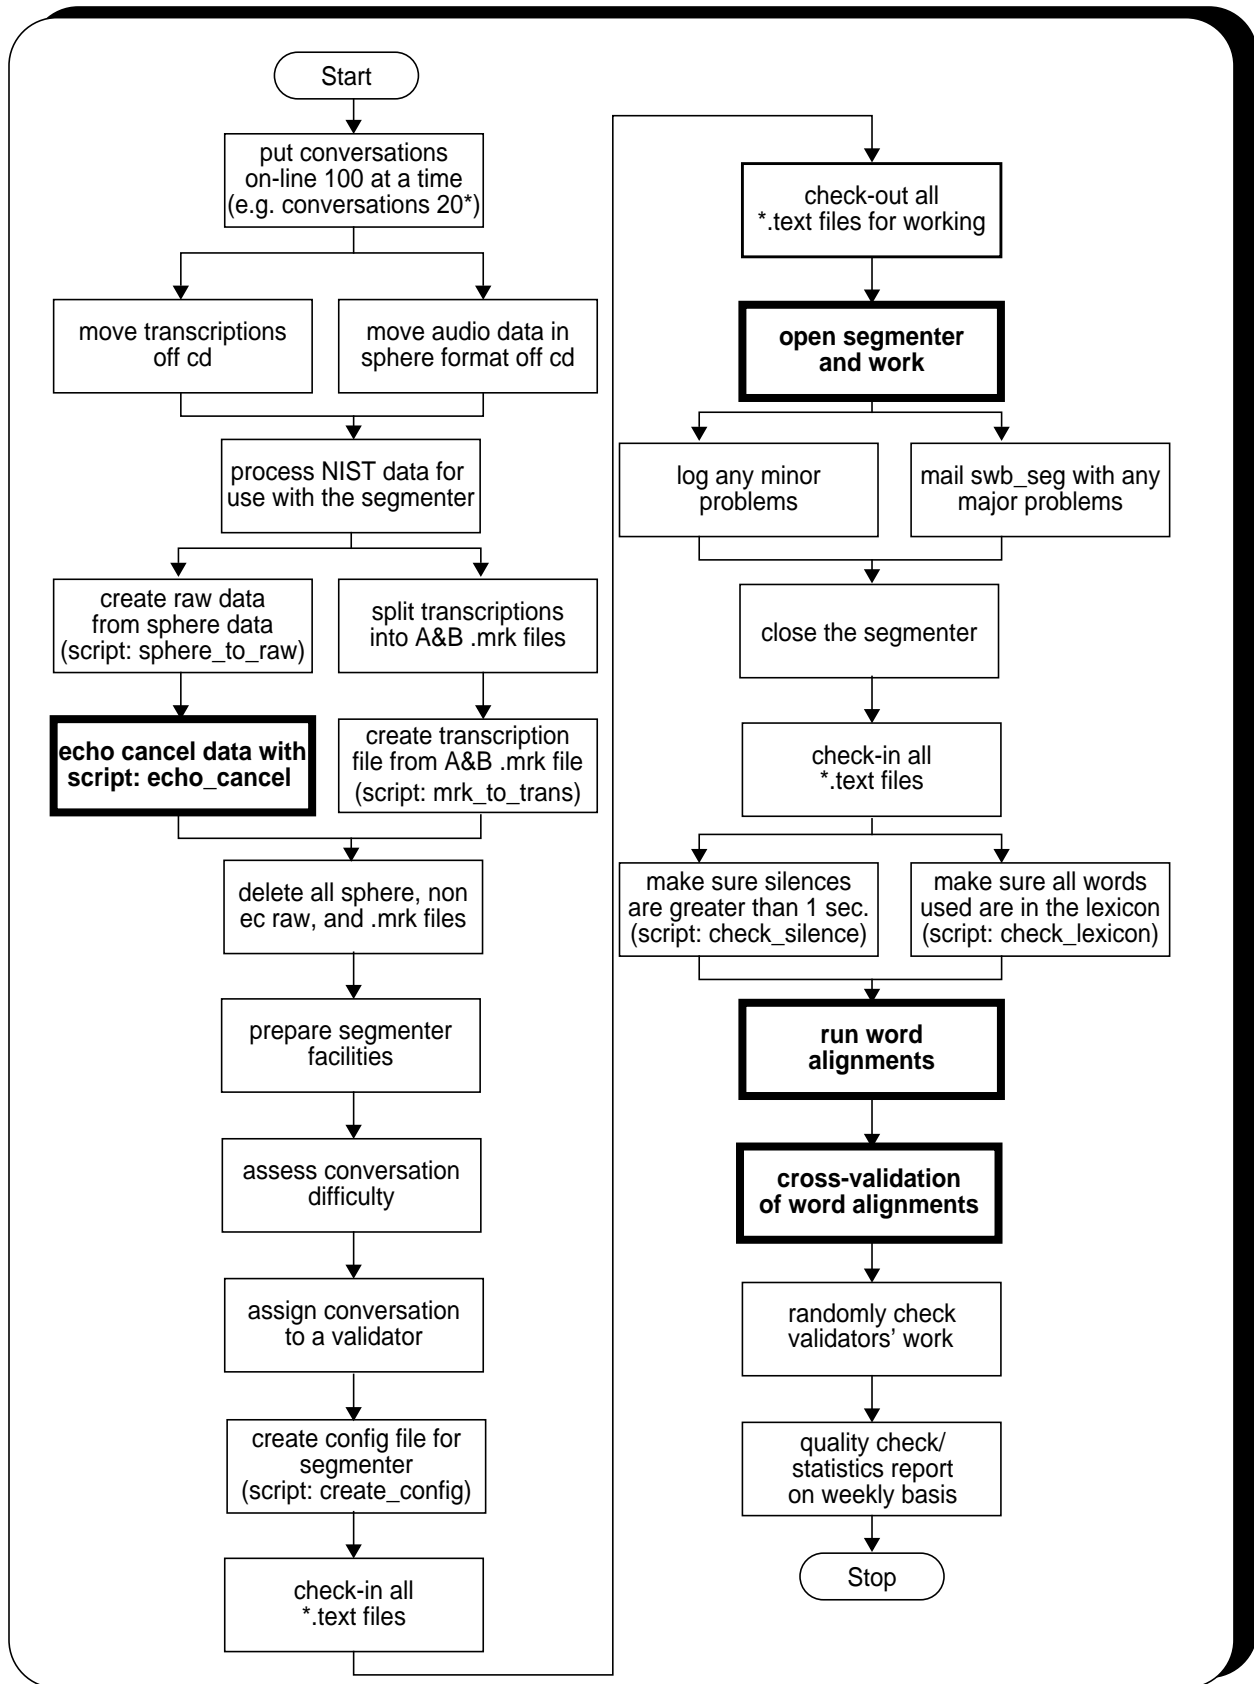 Start
put conversations
on-line 100 at a time
(e.g. conversations 20*)
move transcriptions
off cd
move audio data in
sphere format off cd
process NIST data for
use with the segmenter
create raw data
from sphere data
(script: sphere_to_raw)
split transcriptions
into A&B .mrk files
echo cancel data with
script: echo_cancel
create transcription
file from A&B .mrk file
(script: mrk_to_trans)
delete all sphere, non
ec raw, and .mrk files
prepare segmenter
facilities
assess conversation
difficulty
assign conversation
to a validator
create config file for
segmenter
(script: create_config)
check-in all
*.text files
check-out all
*.text files for working
open segmenter
and work
log any minor
problems
mail swb_seg with any
major problems
close the segmenter
check-in all
*.text files
make sure silences
are greater than 1 sec.
(script: check_silence)
make sure all words
used are in the lexicon
(script: check_lexicon)
run word
alignments
cross-validation
of word alignments
randomly check
validators’ work
quality check/
statistics report
on weekly basis
Stop